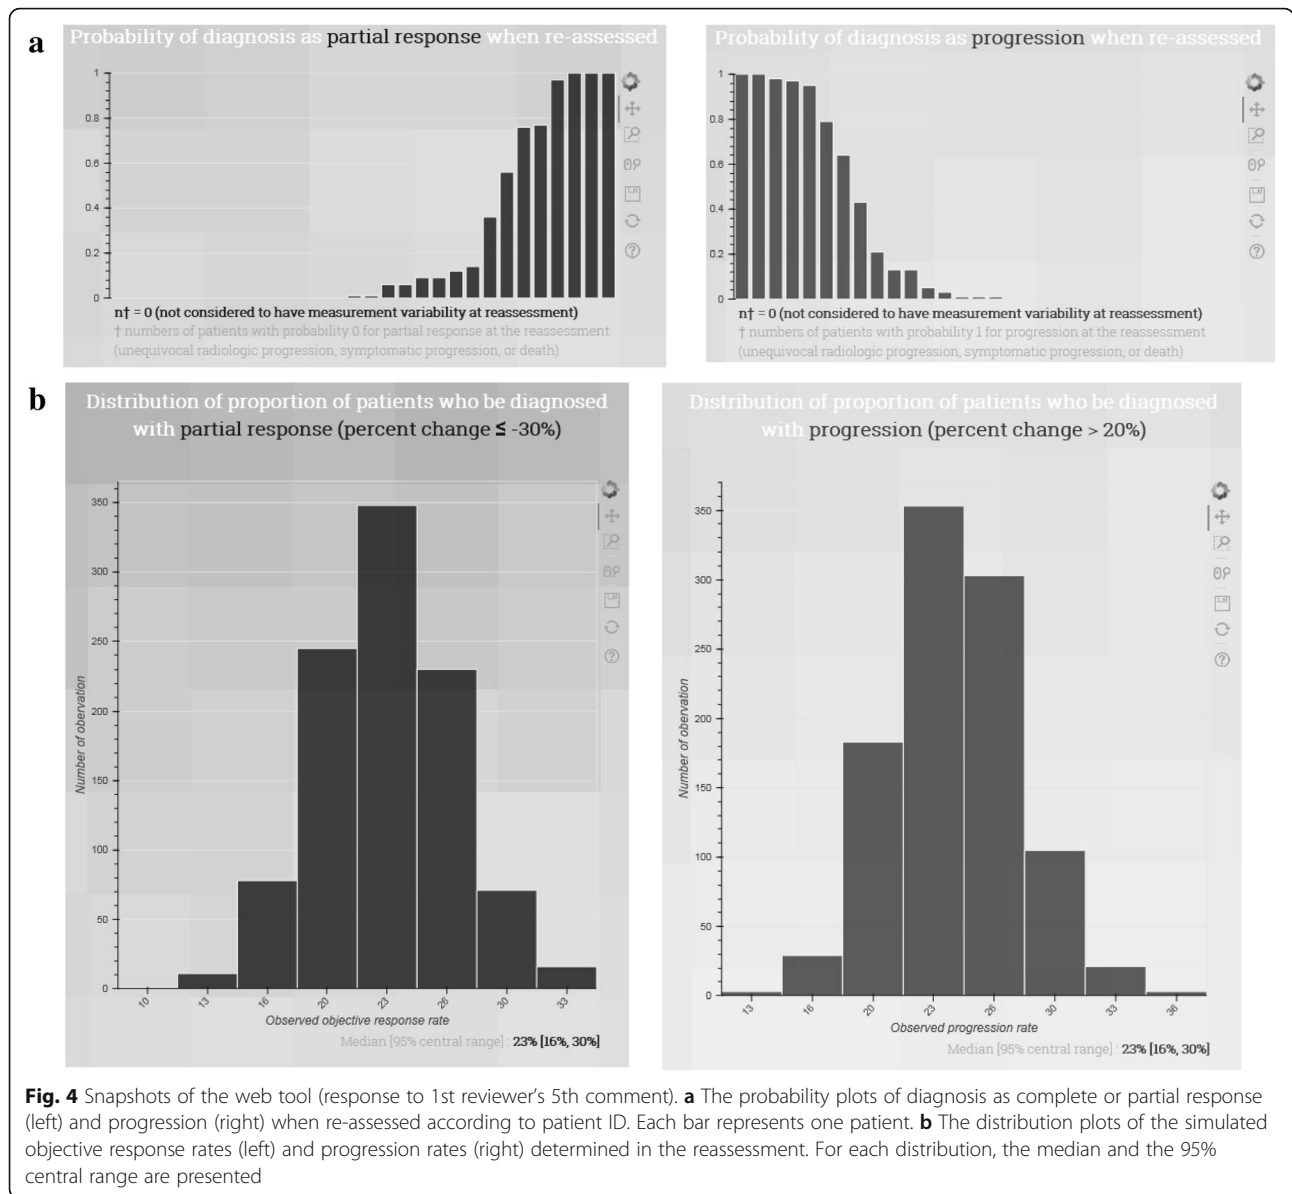 a
Probability of diagnosis as partial response when re-assessed
1
0.8
0.6
0.4
0.2
0
n† = 0 (not considered to have measurement variability at reassessment)
† numbers of patients with probability 0 for partial response at the reassessment
(unequivocal radiologic progression, symptomatic progression, or death)
Probability of diagnosis as progression when re-assessed
1
0.8
0.6
0.4
0.2
0
n† = 0 (not considered to have measurement variability at reassessment)
† numbers of patients with probability 1 for progression at the reassessment
(unequivocal radiologic progression, symptomatic progression, or death)
b
Distribution of proportion of patients who be diagnosed
with partial response (percent change ≤ -30%)
Number of obervation
350
300
250
200
150
100
50
0
10 13 16 20 23 26 30 33
Observed objective response rate
Median [95% central range] : 23% [16%, 30%]
Distribution of proportion of patients who be diagnosed
with progression (percent change > 20%)
Number of obervation
350
300
250
200
150
100
50
0
13 16 20 23 26 30 33 36
Observed progression rate
Median [95% central range] : 23% [16%, 30%]
Fig. 4 Snapshots of the web tool (response to 1st reviewer's 5th comment). a The probability plots of diagnosis as complete or partial response
(left) and progression (right) when re-assessed according to patient ID. Each bar represents one patient. b The distribution plots of the simulated
objective response rates (left) and progression rates (right) determined in the reassessment. For each distribution, the median and the 95%
central range are presented